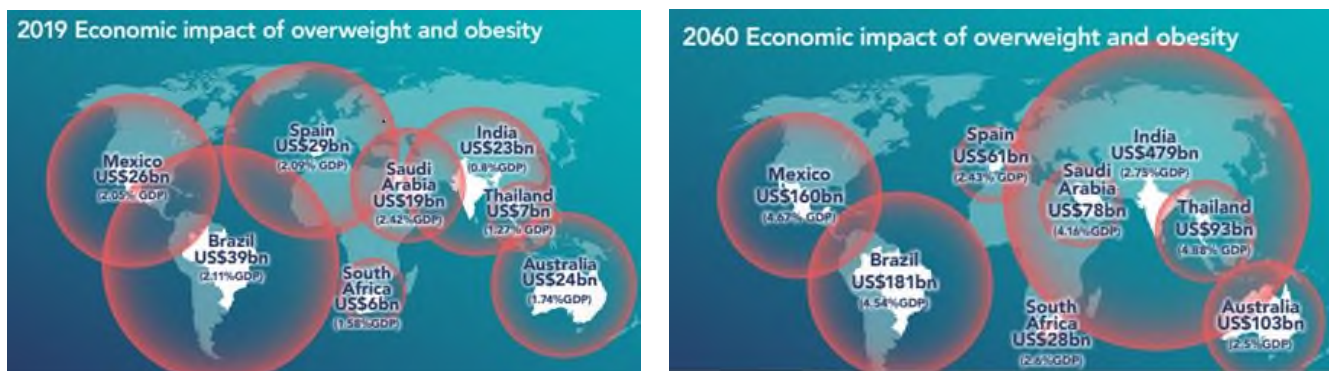 2019 Economic impact of overweight and obesity
Mexico
US$26bn
(2.05% GDP)
Spain
US$29bn
(2.09% GDP)
Saudi
Arabia
US$19bn
(2.42%GDP)
India
US$23bn
(0.8% GDP)
Thailand
US$7bn
(1.27% GDP)
Brazil
US$39bn
(2.11%GDP)
South
Africa
US$6bn
(1.58%GDP)
Australia
US$24bn
(1.74%GDP)
2060 Economic impact of overweight and obesity
Mexico
US$160bn
(4.67% GDP)
Spain
US$61bn
(2.43% GDP)
India
US$479bn
(2.73% GDP)
Saudi
Arabia
US$78bn
(4.16% GDP)
Thailand
US$93bn
(4.88% GDP)
Brazil
US$181bn
(4.54%GDP)
South
Africa
US$28bn
(2.6%GDP)
Australia
US$103bn
(2.5%GDP)